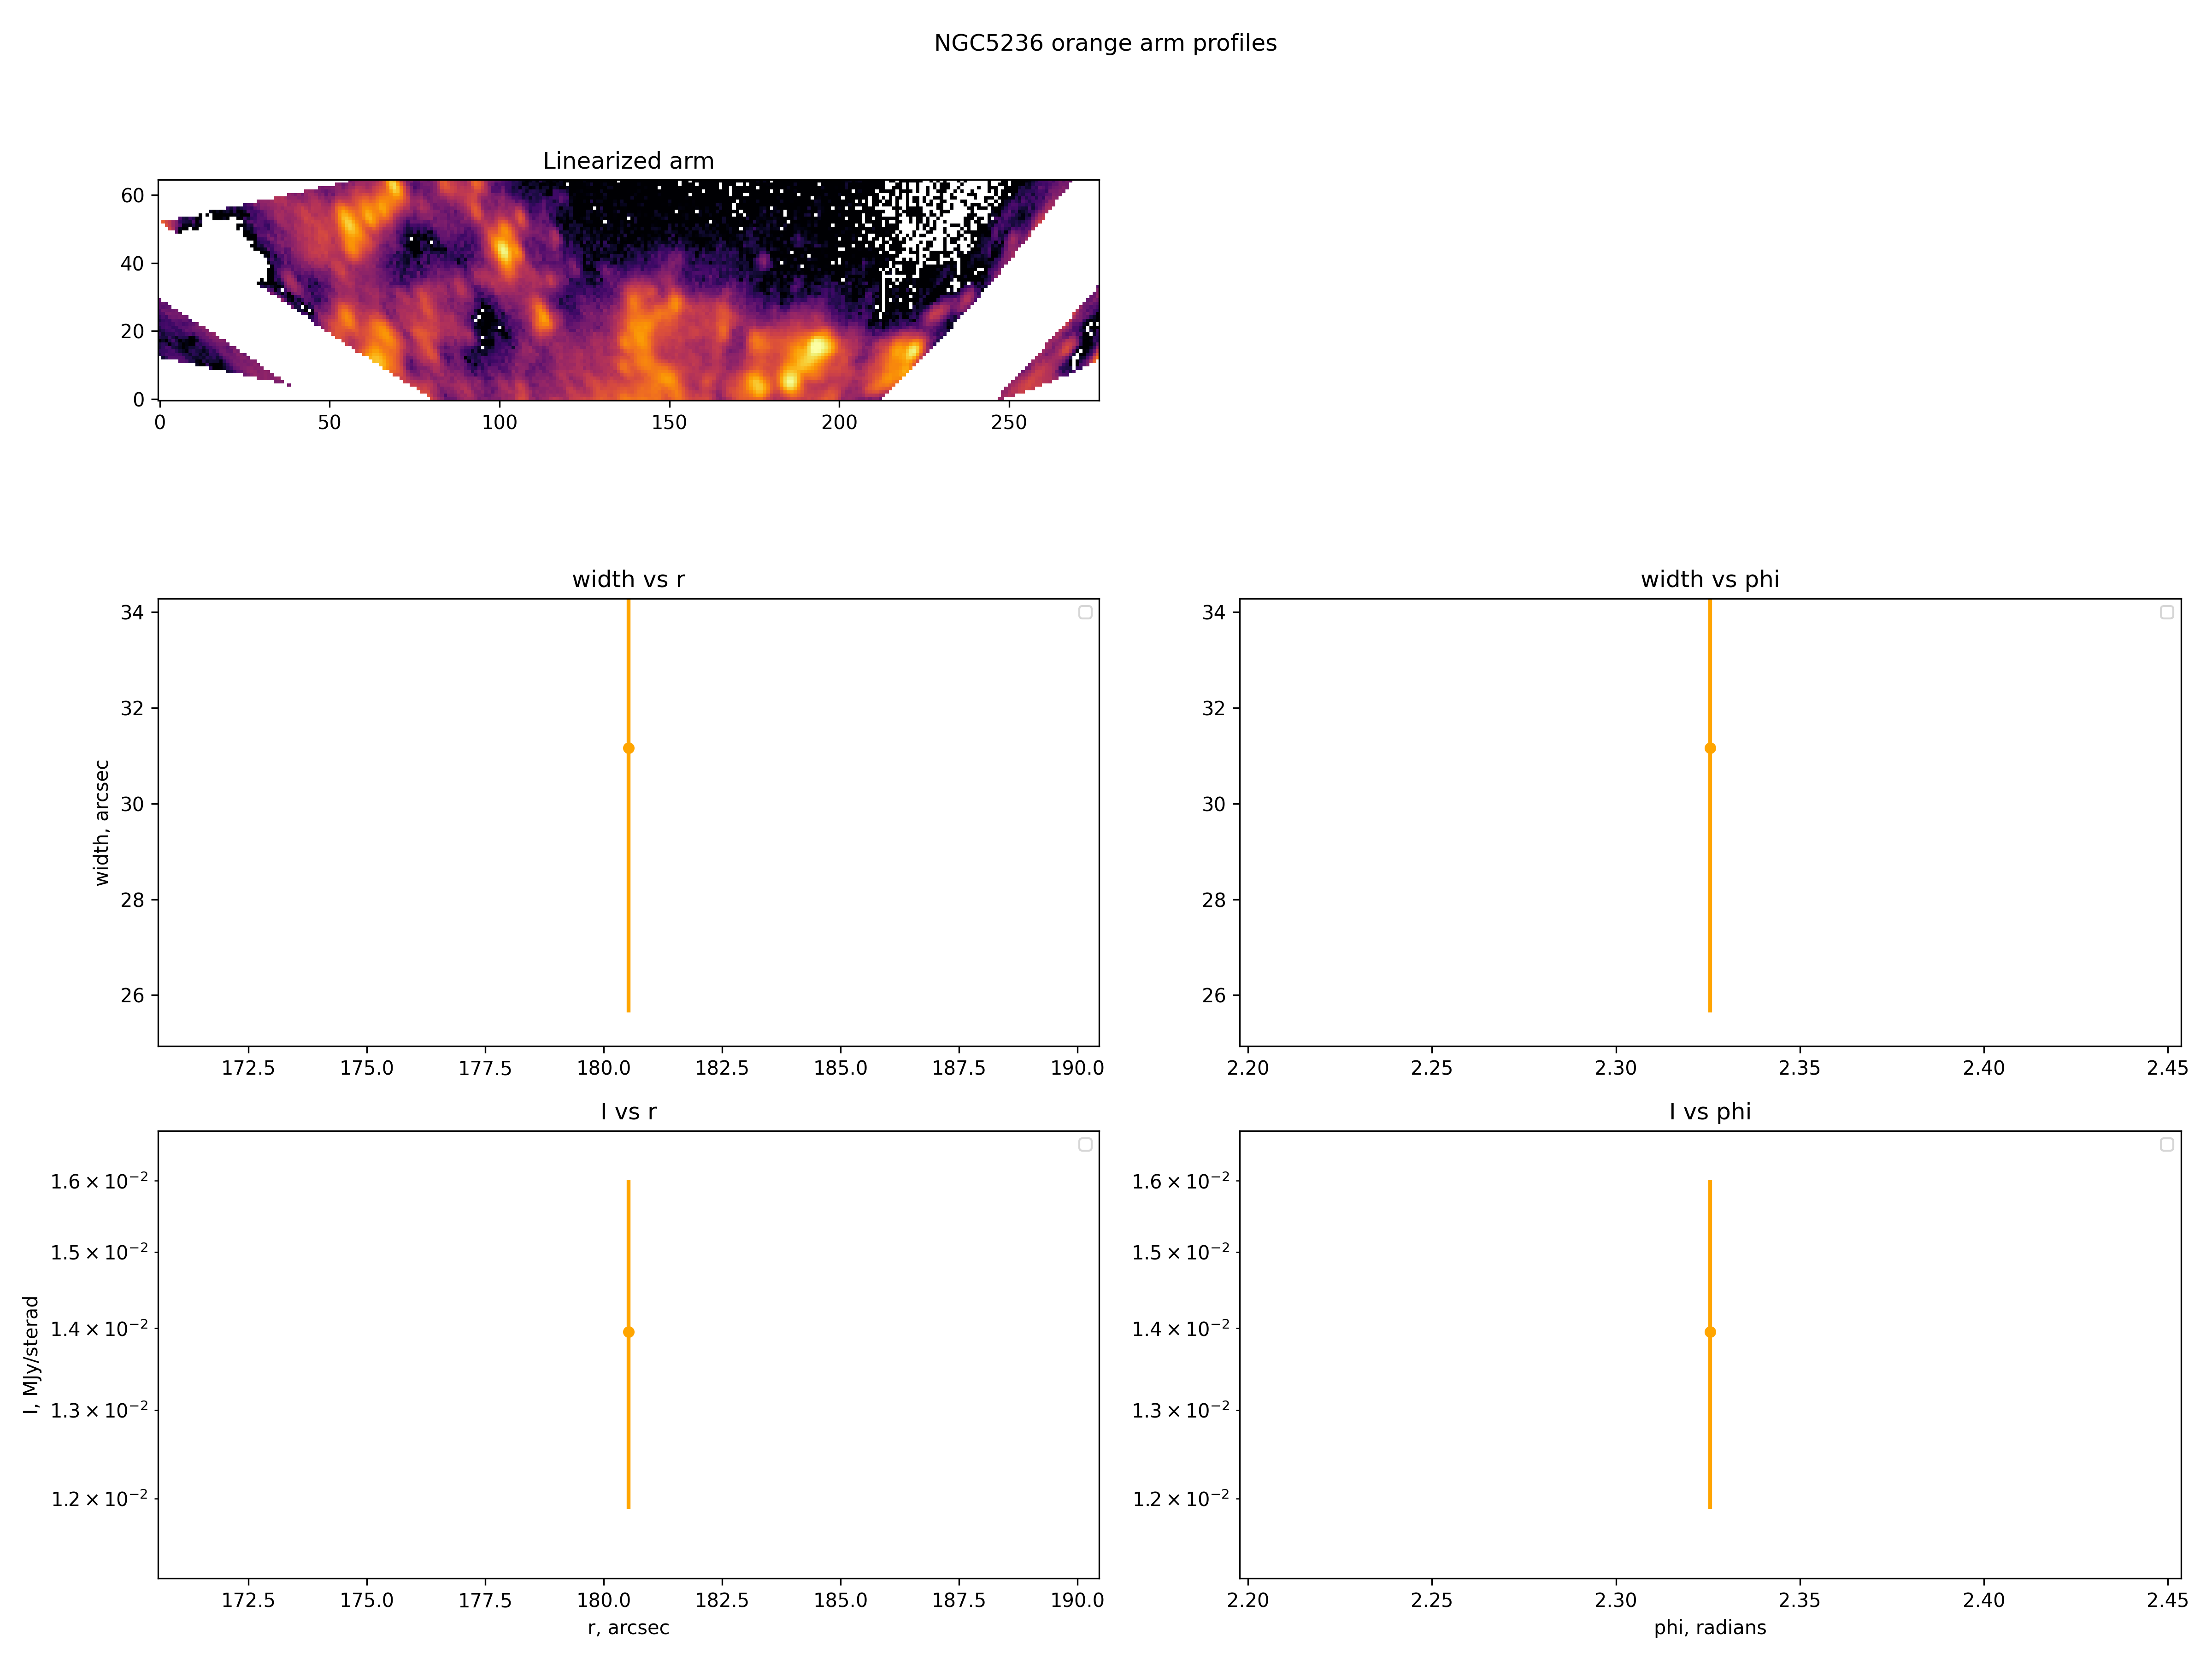 NGC5236 orange arm profiles
Linearized arm
60
40
20
0
0 50 100 150 200 250
width vs r
width vs phi
34
32
30
28
26
width, arcsec
172.5 175.0 177.5 180.0 182.5 185.0 187.5 190.0
34
32
30
28
26
2.20 2.25 2.30 2.35 2.40 2.45
I vs r
I vs phi
1.6 × 10⁻²
1.5 × 10⁻²
1.4 × 10⁻²
1.3 × 10⁻²
1.2 × 10⁻²
I, MJy/sterad
172.5 175.0 177.5 180.0 182.5 185.0 187.5 190.0
r, arcsec
1.6 × 10⁻²
1.5 × 10⁻²
1.4 × 10⁻²
1.3 × 10⁻²
1.2 × 10⁻²
2.20 2.25 2.30 2.35 2.40 2.45
phi, radians